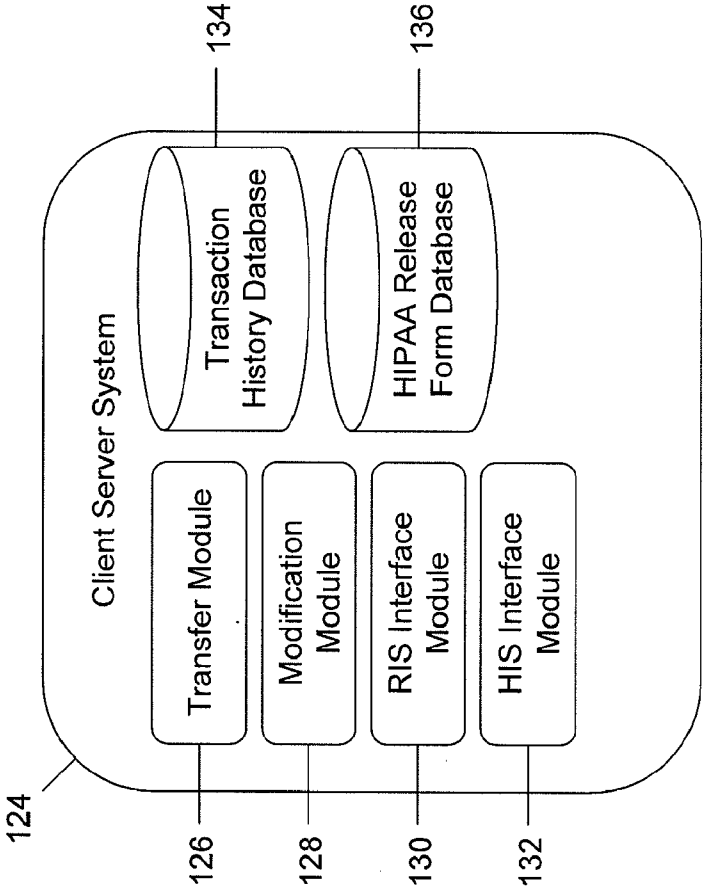 124
Client Server System
126
Transfer Module
128
Modification
Module
130
RIS Interface
Module
132
HIS Interface
Module
Transaction
History Database
134
HIPAA Release
Form Database
136